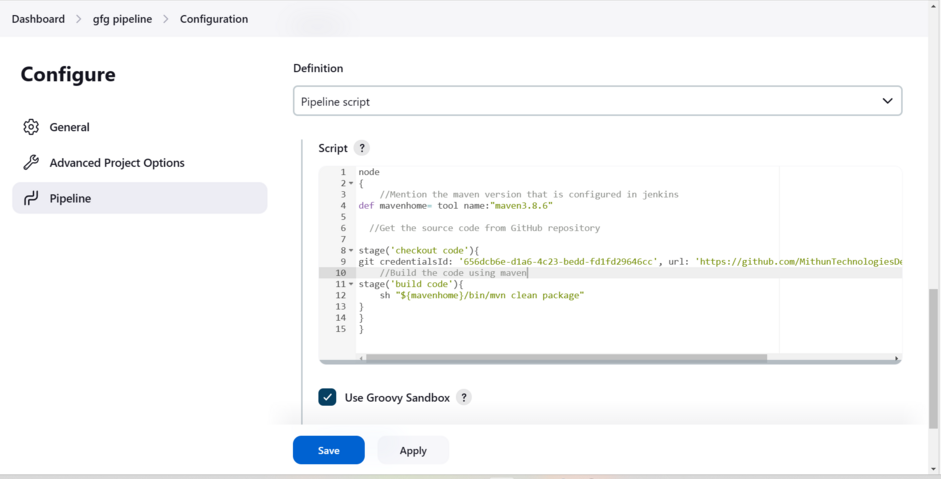 Dashboard > gfg pipeline > Configuration
Configure
General
Advanced Project Options
Pipeline
Definition
Pipeline script
Script ?
1 node
2 {
3 //Mention the maven version that is configured in jenkins
4 def mavenhome= tool name:"maven3.8.6"
5
6 //Get the source code from GitHub repository
7
8 stage('checkout code'){
9 git credentialsId: '656dcb6e-d1a6-4c23-bedd-fd1fd29646cc', url: 'https://github.com/MithunTechnologiesDe
10 //Build the code using maven
11 stage('build code'){
12 sh "${mavenhome}/bin/mvn clean package"
13 }
14 }
15 }
Use Groovy Sandbox ?
Save Apply